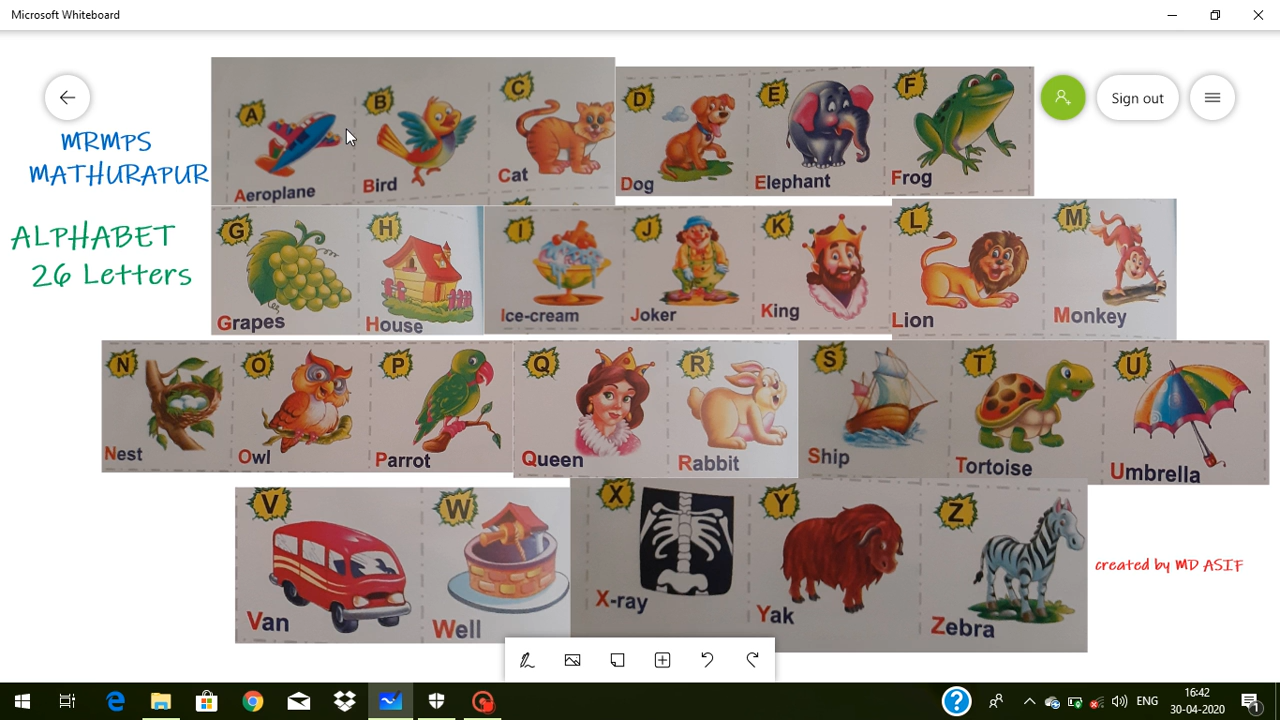 Microsoft Whiteboard
Sign out
MRMPS
MATHURAPUR
ALPHABET
26 Letters
A
Aeroplane
B
Bird
C
Cat
D
Dog
E
Elephant
F
Frog
G
Grapes
H
House
I
Ice-cream
J
Joker
K
King
L
Lion
M
Monkey
N
Nest
O
Owl
P
Parrot
Q
Queen
R
Rabbit
S
Ship
T
Tortoise
U
Umbrella
V
Van
W
Well
X
X-ray
Y
Yak
Z
Zebra
created by MD ASIF
ENG
16:42
30-04-2020
1